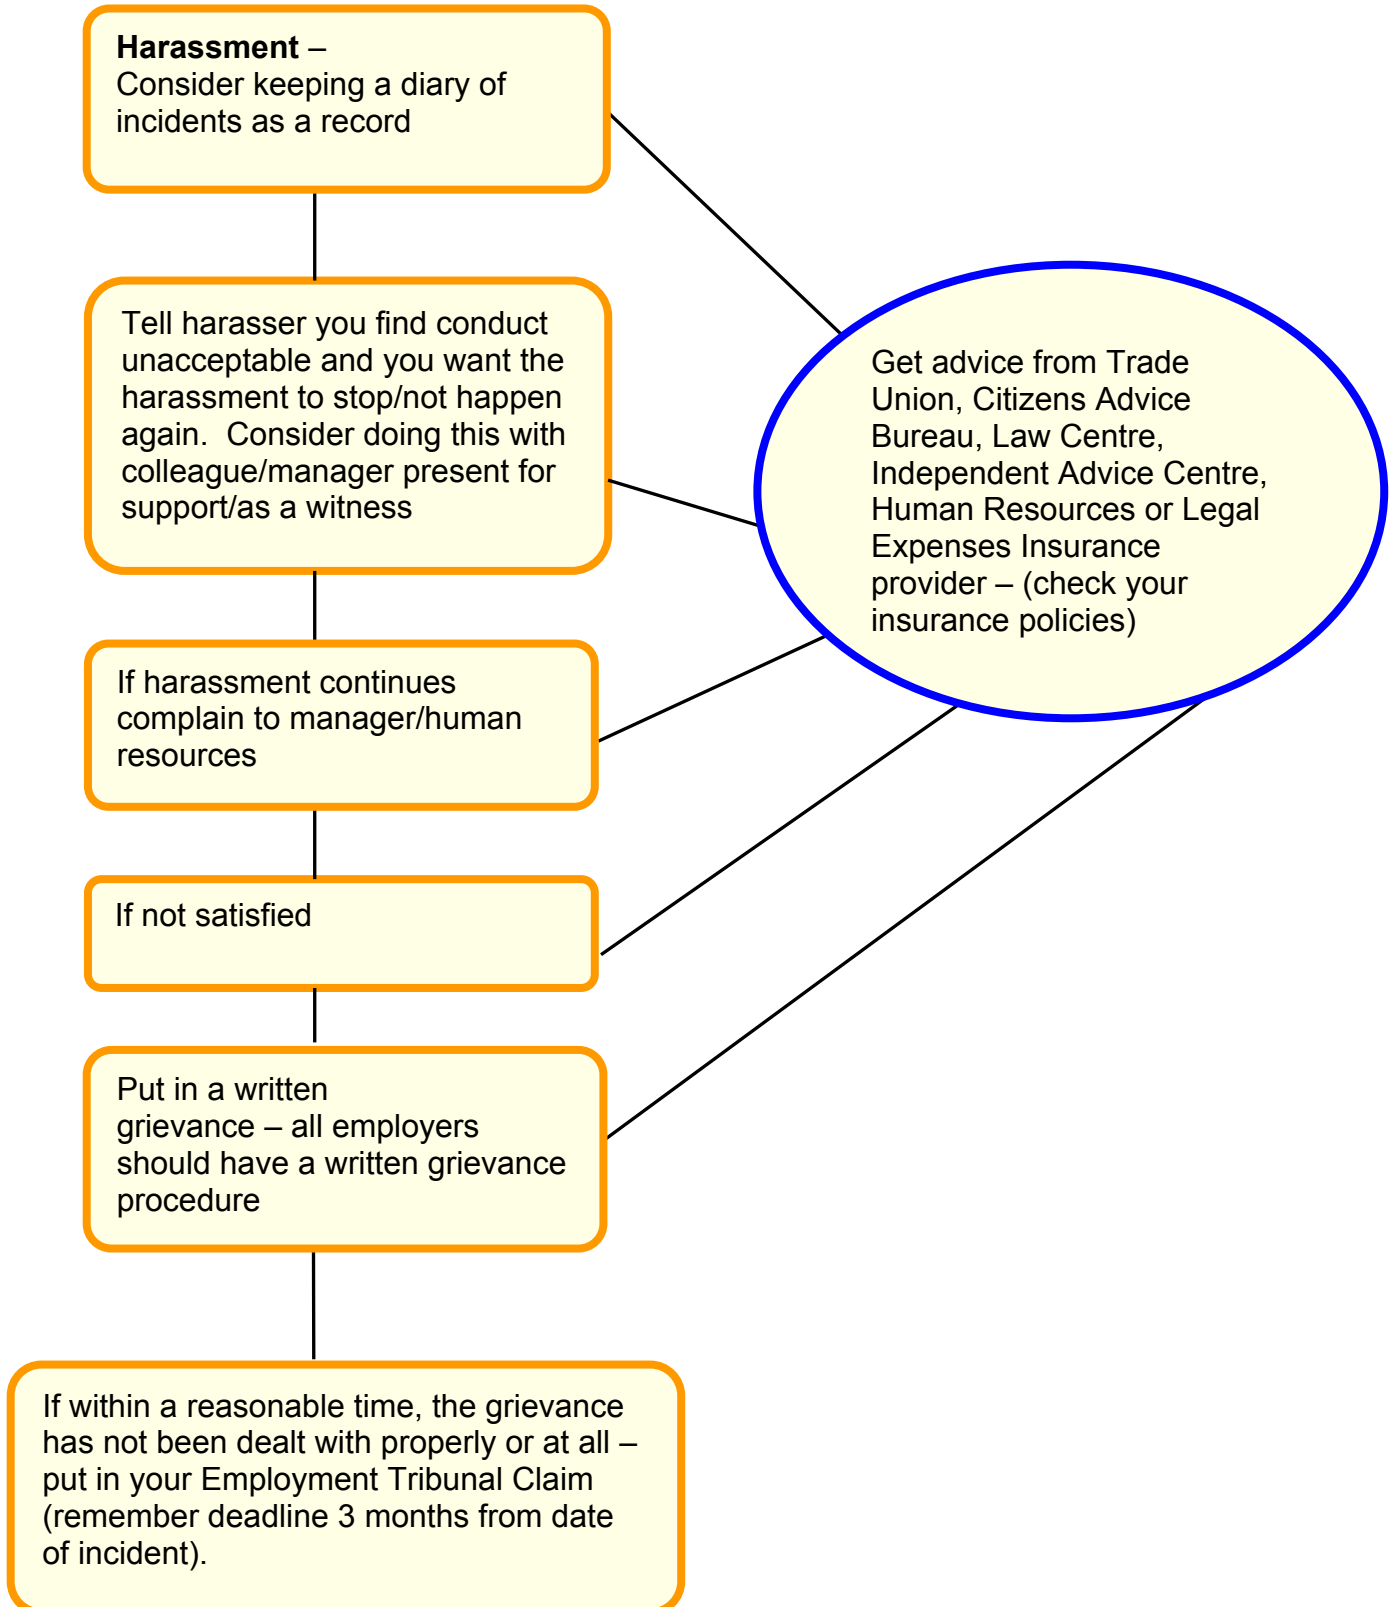 Harassment –
Consider keeping a diary of
incidents as a record
Tell harasser you find conduct
unacceptable and you want the
harassment to stop/not happen
again.  Consider doing this with
colleague/manager present for
support/as a witness
Get advice from Trade
Union, Citizens Advice
Bureau, Law Centre,
Independent Advice Centre,
Human Resources or Legal
Expenses Insurance
provider – (check your
insurance policies)
If harassment continues
complain to manager/human
resources
If not satisfied
Put in a written
grievance – all employers
should have a written grievance
procedure
If within a reasonable time, the grievance
has not been dealt with properly or at all –
put in your Employment Tribunal Claim
(remember deadline 3 months from date
of incident).